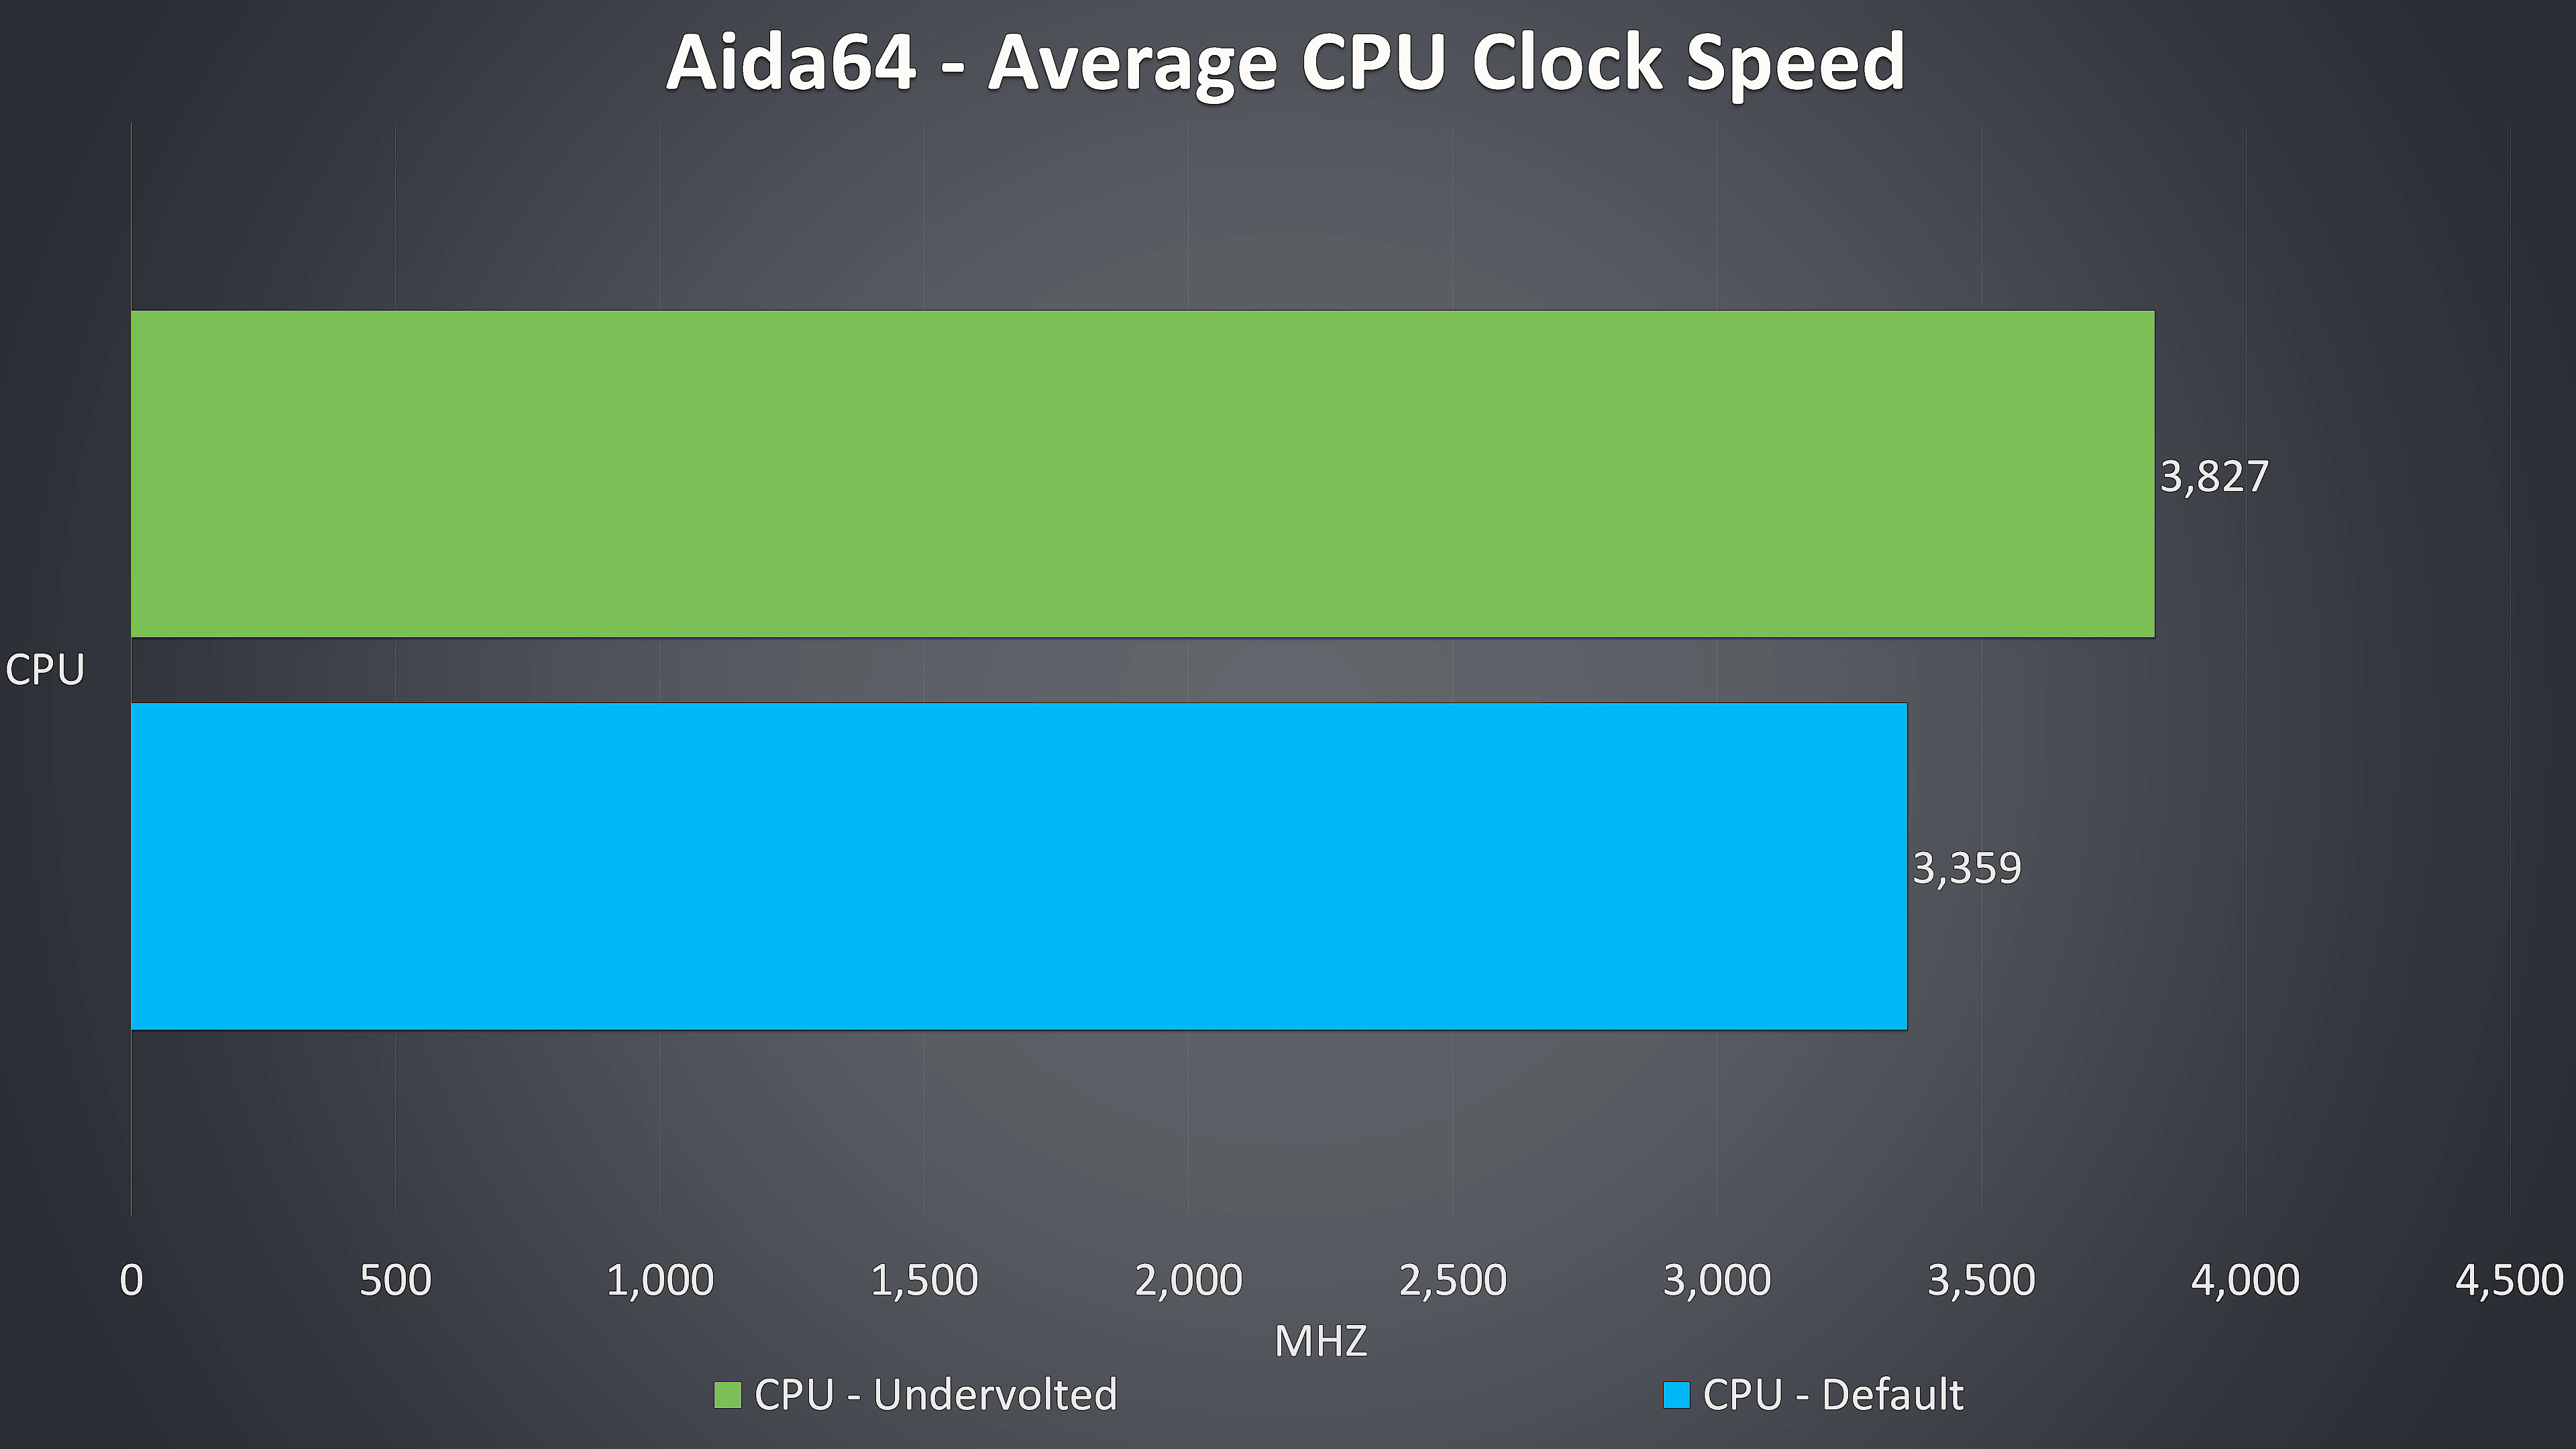 Aida64 - Average CPU Clock Speed
3,827
CPU
3,359
0 500 1,000 1,500 2,000 2,500 3,000 3,500 4,000 4,500
MHZ
CPU - Undervolted CPU - Default